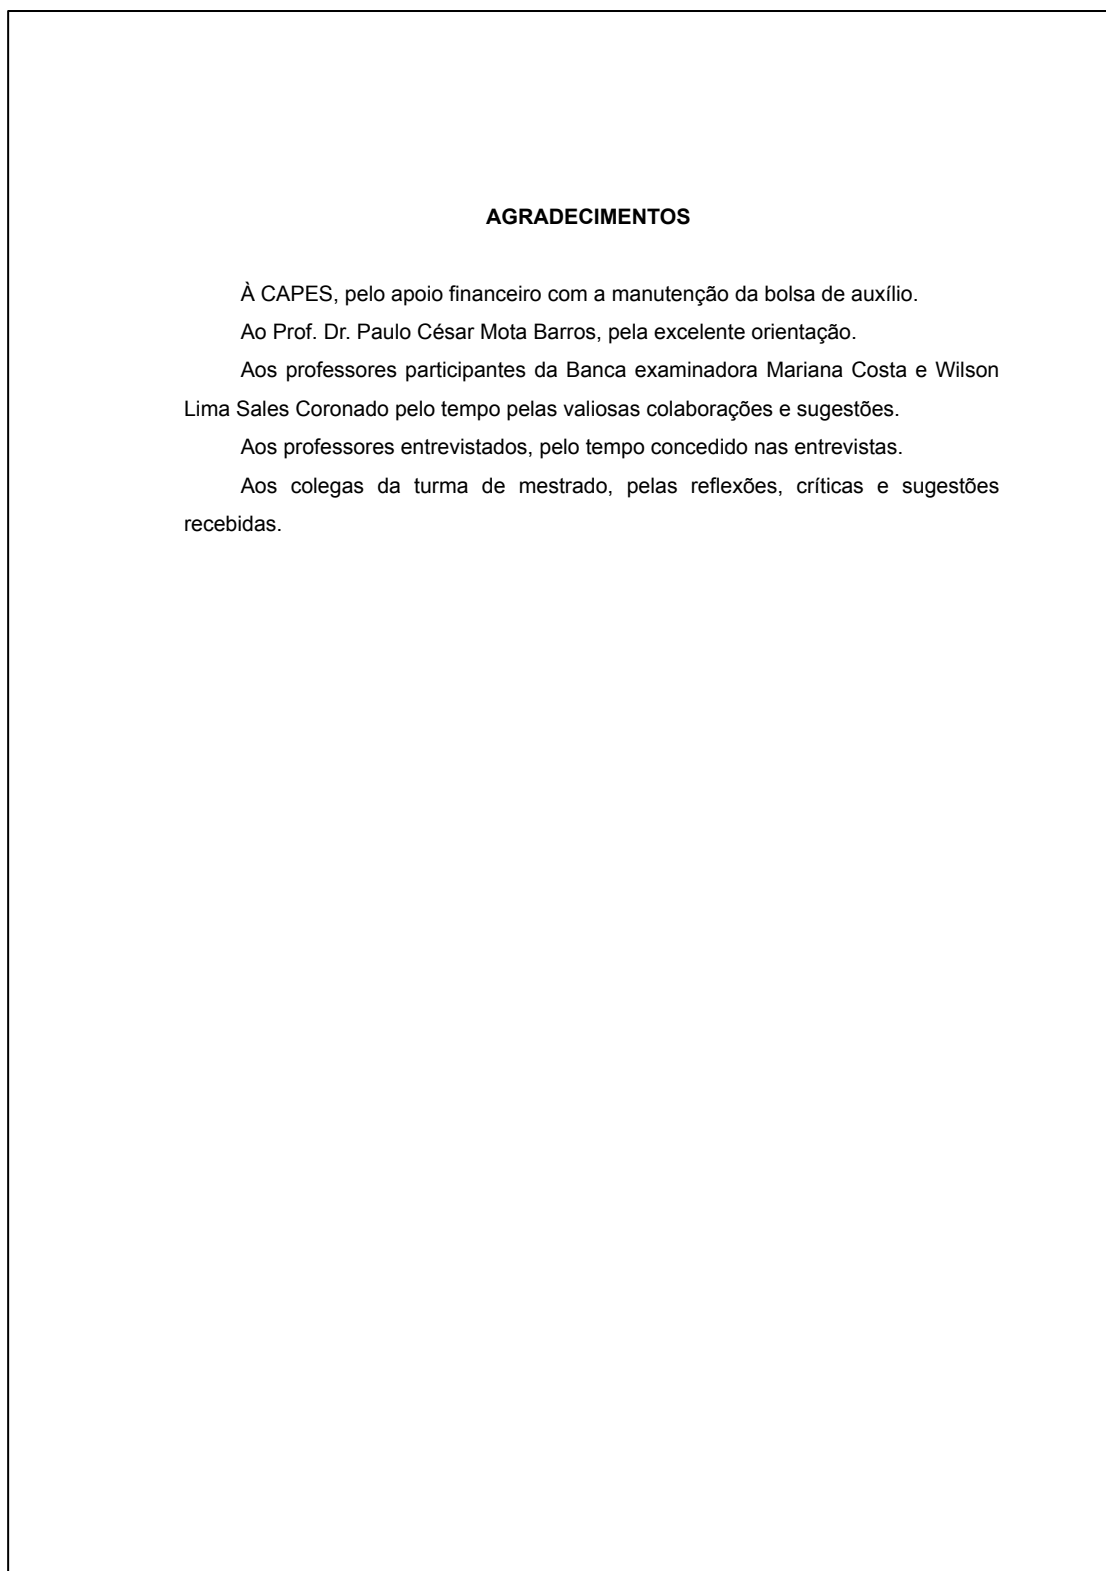 AGRADECIMENTOS
À CAPES, pelo apoio financeiro com a manutenção da bolsa de auxílio.
Ao Prof. Dr. Paulo César Mota Barros, pela excelente orientação.
Aos professores participantes da Banca examinadora Mariana Costa e Wilson
Lima Sales Coronado pelo tempo pelas valiosas colaborações e sugestões.
Aos professores entrevistados, pelo tempo concedido nas entrevistas.
Aos colegas da turma de mestrado, pelas reflexões, críticas e sugestões
recebidas.